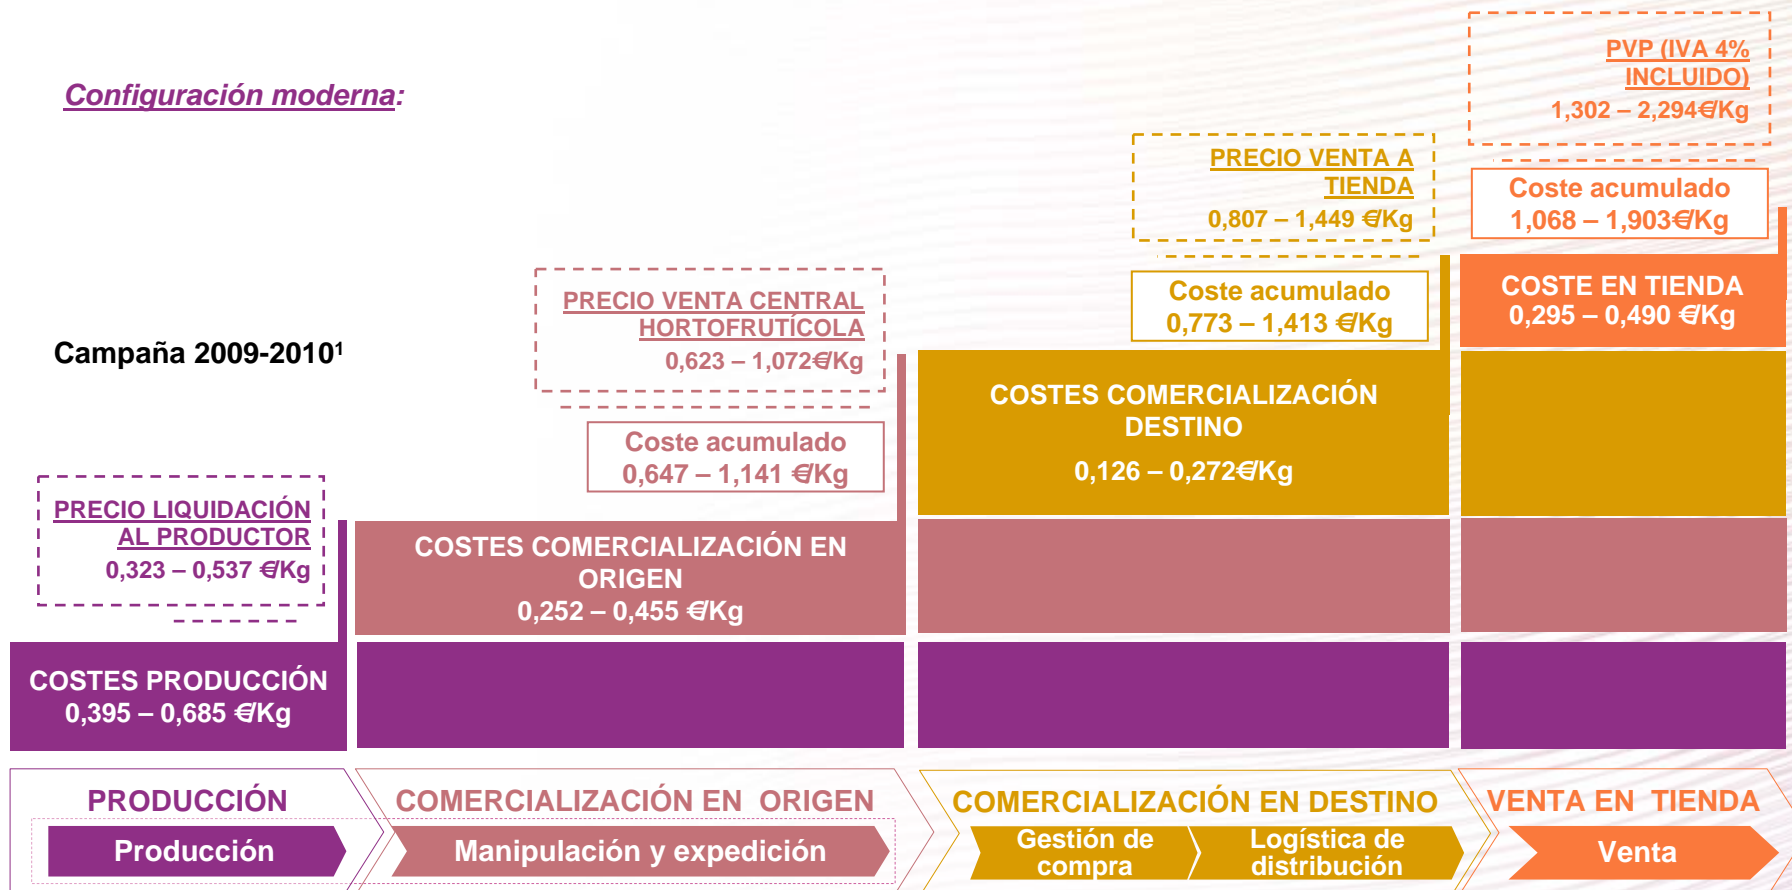 Configuración moderna:
Campaña 2009-2010¹
PRECIO LIQUIDACIÓN
AL PRODUCTOR
0,323 – 0,537 €/Kg
COSTES PRODUCCIÓN
0,395 – 0,685 €/Kg
PRECIO VENTA CENTRAL
HORTOFRUTÍCOLA
0,623 – 1,072€/Kg
Coste acumulado
0,647 – 1,141 €/Kg
COSTES COMERCIALIZACIÓN EN
ORIGEN
0,252 – 0,455 €/Kg
PRECIO VENTA A
TIENDA
0,807 – 1,449 €/Kg
Coste acumulado
0,773 – 1,413 €/Kg
COSTES COMERCIALIZACIÓN
DESTINO
0,126 – 0,272€/Kg
PVP (IVA 4%
INCLUIDO)
1,302 – 2,294€/Kg
Coste acumulado
1,068 – 1,903€/Kg
COSTE EN TIENDA
0,295 – 0,490 €/Kg
PRODUCCIÓN
Producción
COMERCIALIZACIÓN EN ORIGEN
Manipulación y expedición
COMERCIALIZACIÓN EN DESTINO
Gestión de
compra
Logística de
distribución
VENTA EN TIENDA
Venta